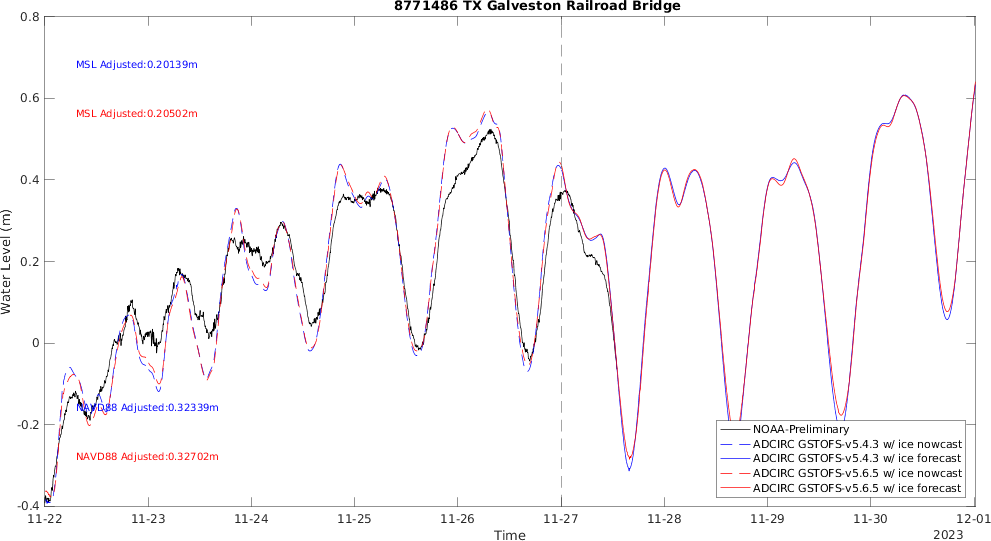 8771486 TX Galveston Railroad Bridge
0.8
0.6
0.4
0.2
0
-0.2
-0.4
Water Level (m)
MSL Adjusted:0.20139m
MSL Adjusted:0.20502m
NAVD88 Adjusted:0.32339m
NAVD88 Adjusted:0.32702m
NOAA-Preliminary
ADCIRC GSTOFS-v5.4.3 w/ ice nowcast
ADCIRC GSTOFS-v5.4.3 w/ ice forecast
ADCIRC GSTOFS-v5.6.5 w/ ice nowcast
ADCIRC GSTOFS-v5.6.5 w/ ice forecast
11-22 11-23 11-24 11-25 11-26 11-27 11-28 11-29 11-30 12-01
Time
2023